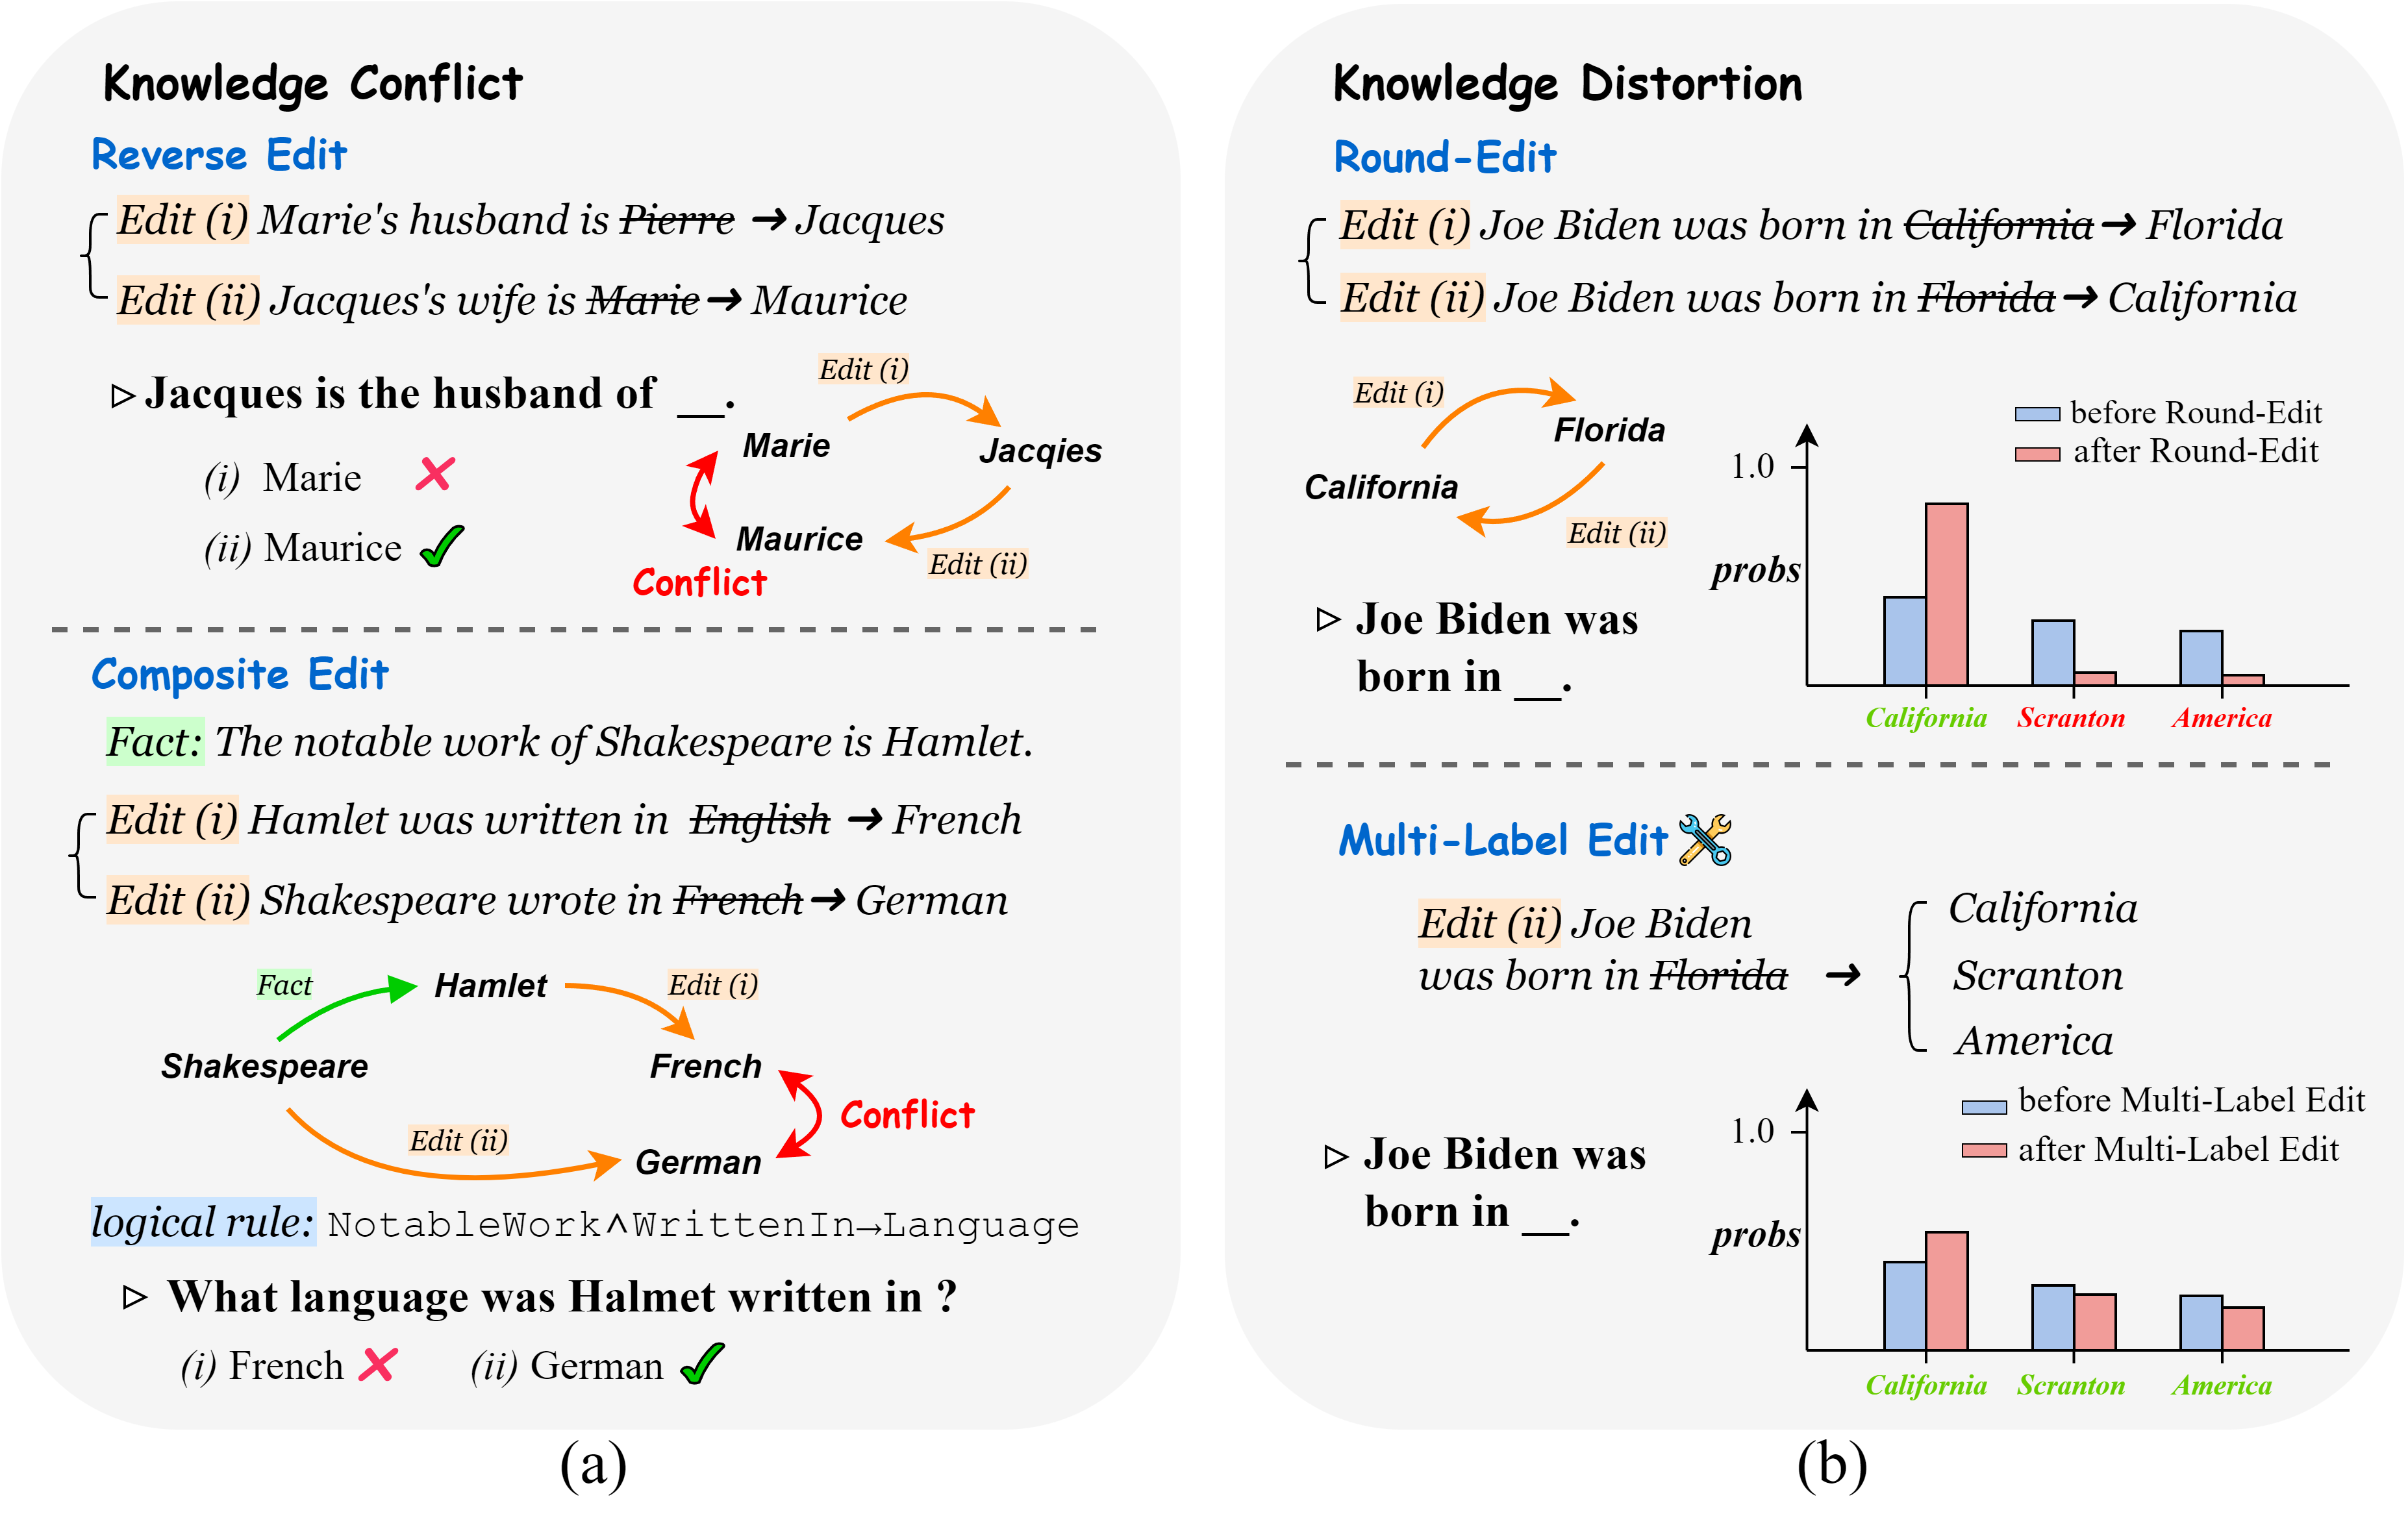 Knowledge Conflict
Reverse Edit
Edit (i) Marie's husband is Pierre → Jacques
Edit (ii) Jacques's wife is Marie → Maurice
Jacques is the husband of __.
(i) Marie
(ii) Maurice
Edit (i)
Marie
Jacqies
Maurice
Edit (ii)
Conflict
Composite Edit
Fact: The notable work of Shakespeare is Hamlet.
Edit (i) Hamlet was written in English → French
Edit (ii) Shakespeare wrote in French → German
Fact
Hamlet
Edit (i)
Shakespeare
French
Edit (ii)
German
Conflict
logical rule: NotableWork∧WrittenIn→Language
What language was Halmet written in ?
(i) French
(ii) German
(a)
Knowledge Distortion
Round-Edit
Edit (i) Joe Biden was born in California → Florida
Edit (ii) Joe Biden was born in Florida → California
Edit (i)
Florida
California
Edit (ii)
Joe Biden was
born in __.
before Round-Edit
after Round-Edit
1.0
probs
California
Scranton
America
Multi-Label Edit
Edit (ii) Joe Biden
was born in Florida →
California
Scranton
America
Joe Biden was
born in __.
before Multi-Label Edit
after Multi-Label Edit
1.0
probs
California
Scranton
America
(b)